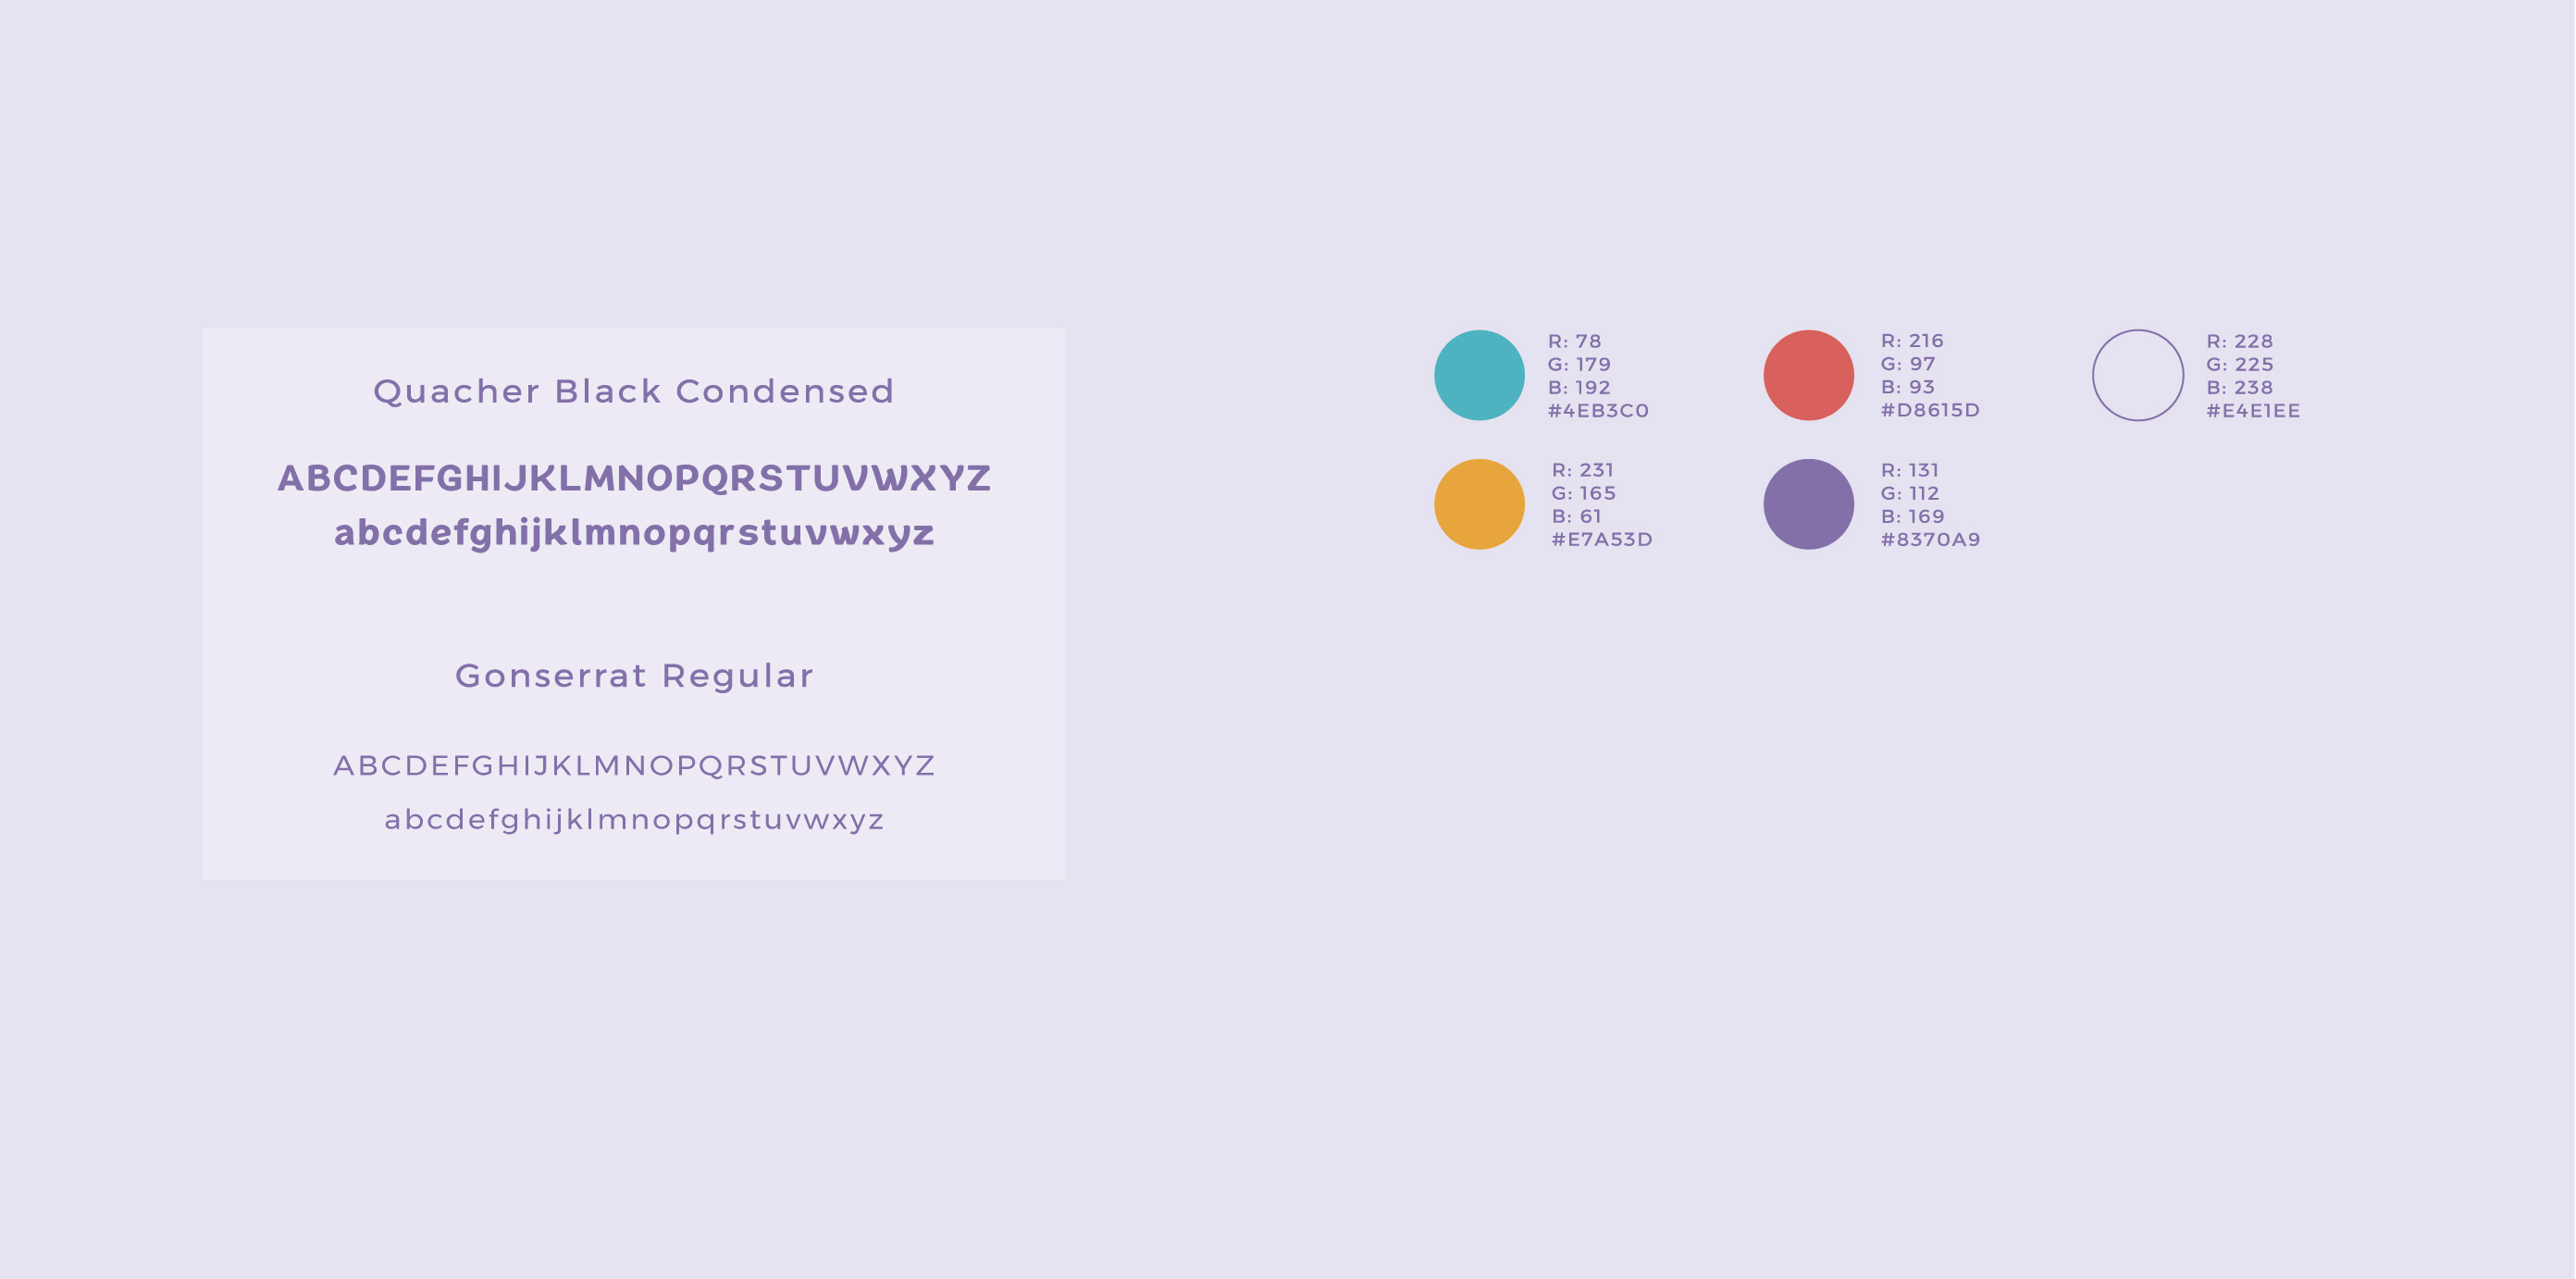 Quacher Black Condensed
ABCDEFGHIJKLMNOPQRSTUVWXYZ
abcdefghijklmnopqrstuvwxyz
Gonserrat Regular
ABCDEFGHIJKLMNOPQRSTUVWXYZ
abcdefghijklmnopqrstuvwxyz
R: 78
G: 179
B: 192
#4EB3C0
R: 216
G: 97
B: 93
#D8615D
R: 228
G: 225
B: 238
#E4E1EE
R: 231
G: 165
B: 61
#E7A53D
R: 131
G: 112
B: 169
#8370A9